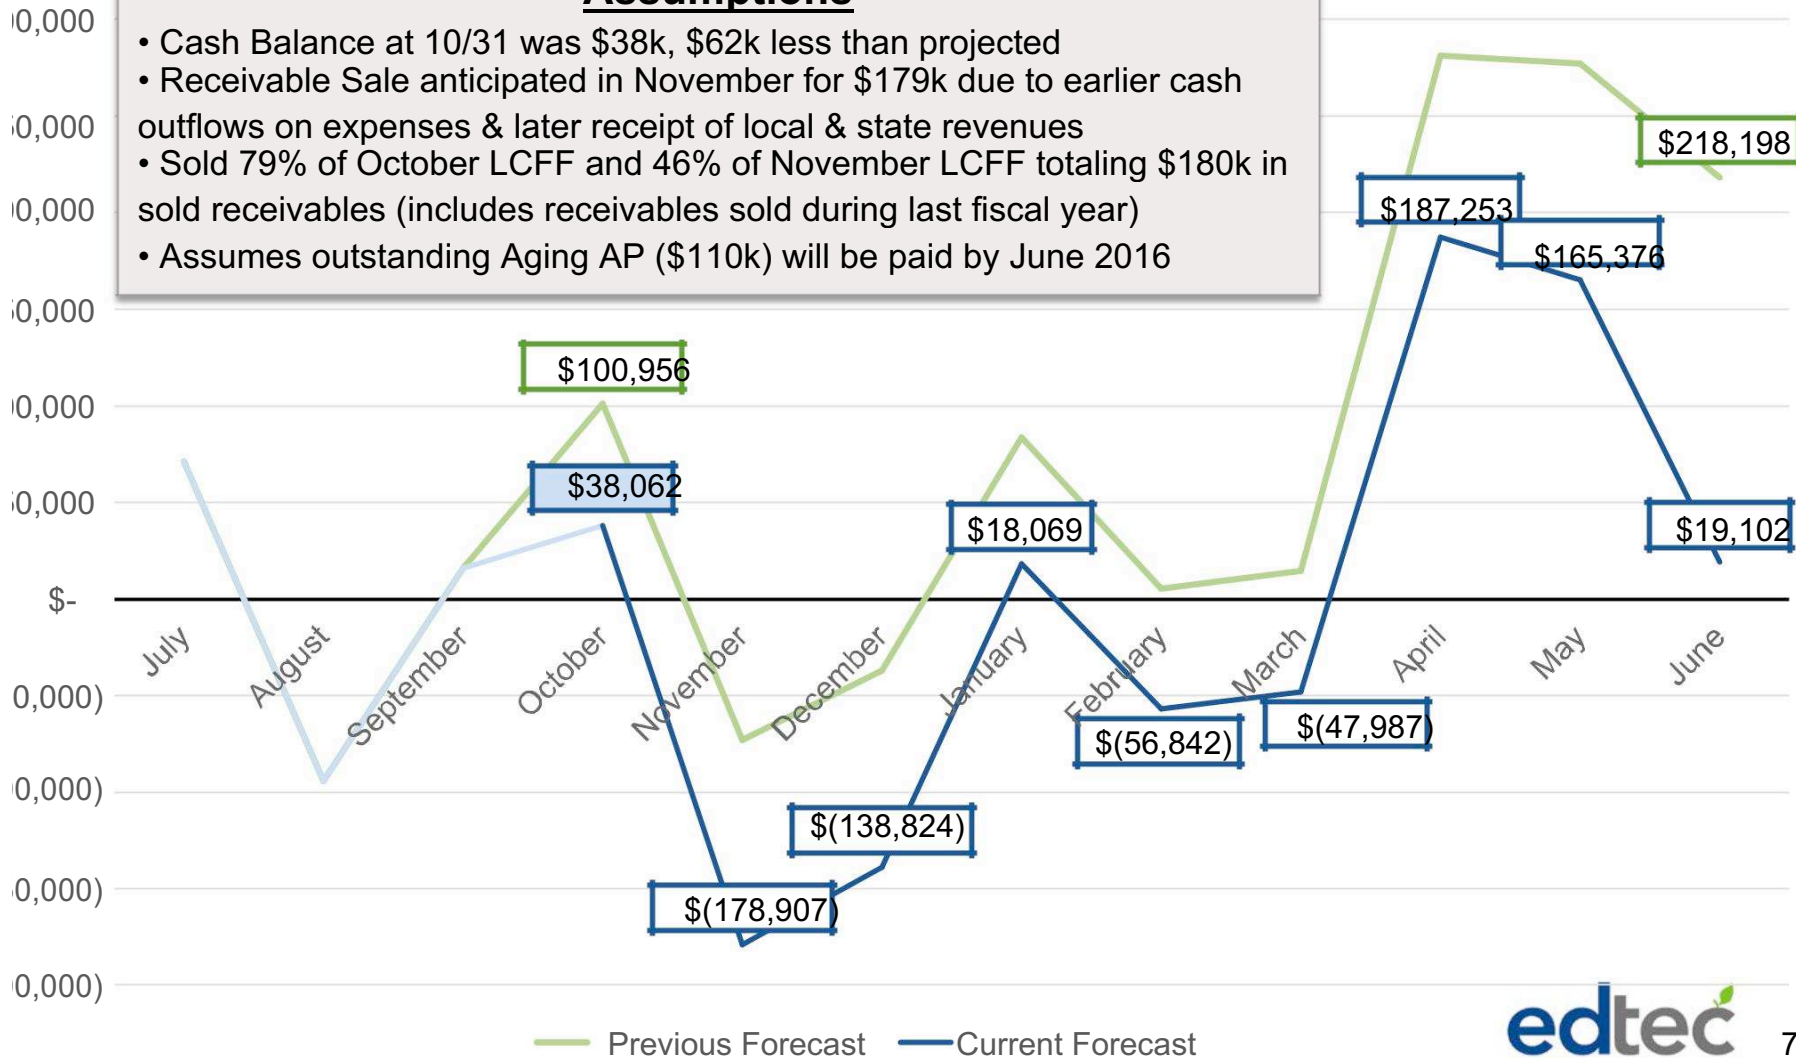 Assumptions
• Cash Balance at 10/31 was $38k, $62k less than projected
• Receivable Sale anticipated in November for $179k due to earlier cash
outflows on expenses & later receipt of local & state revenues
• Sold 79% of October LCFF and 46% of November LCFF totaling $180k in
sold receivables (includes receivables sold during last fiscal year)
• Assumes outstanding Aging AP ($110k) will be paid by June 2016
$218,198
$187,253
$165,376
$100,956
$38,062
$18,069
$19,102
$-
July
August
September
October
November
December
January
February
March
April
May
June
$(56,842)
$(47,987)
$(138,824)
$(178,907)
Previous Forecast
Current Forecast
edtec
7